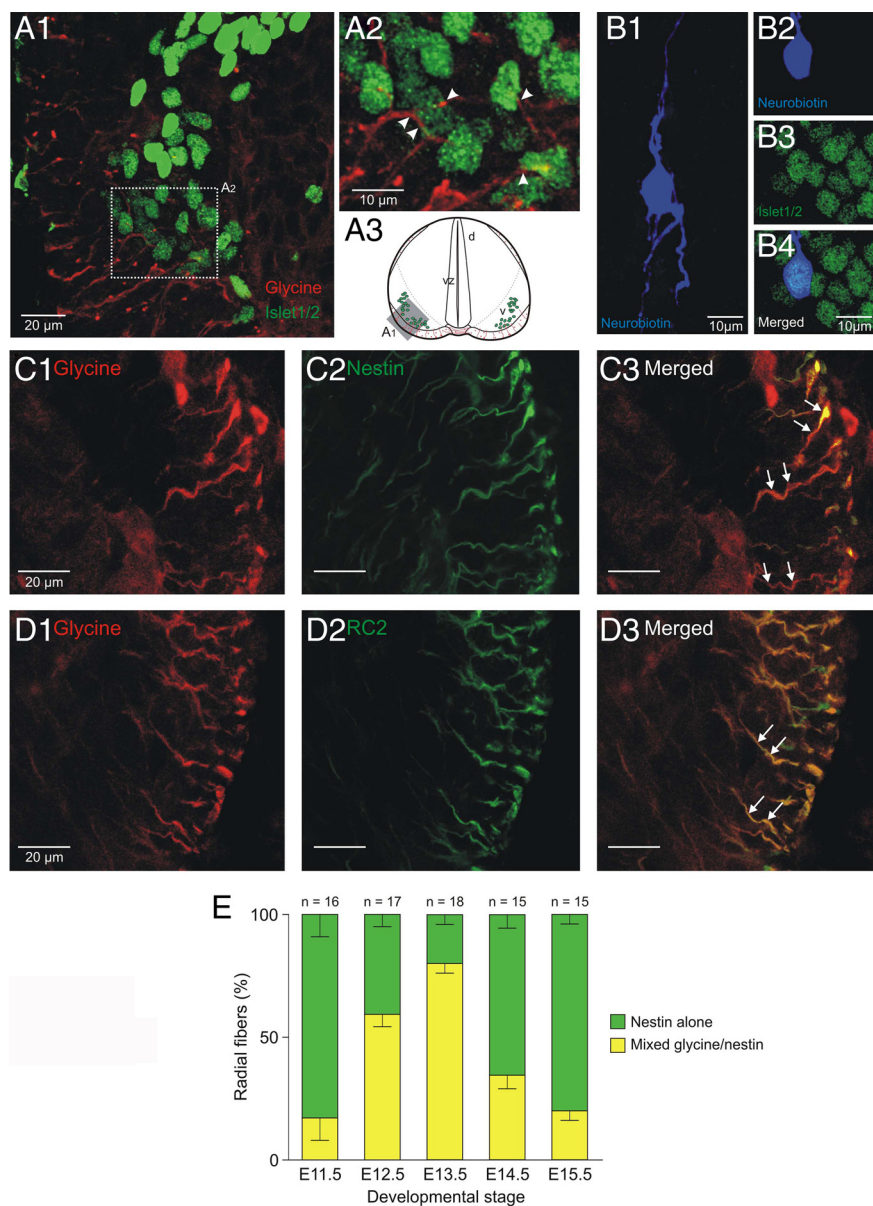 A1
A2
Glycine
Islet1/2
20 µm
A2
10 µm
A3
d
vz
v
A1
B1
Neurobiotin
10µm
B2
Neurobiotin
B3
Islet1/2
B4
Merged
10µm
C1 Glycine
20 µm
C2 Nestin
C3 Merged
D1 Glycine
20 µm
D2 RC2
D3 Merged
E
n = 16 n = 17 n = 18 n = 15 n = 15
100
50
0
Radial fibers (%)
Nestin alone
Mixed glycine/nestin
E11.5 E12.5 E13.5 E14.5 E15.5
Developmental stage